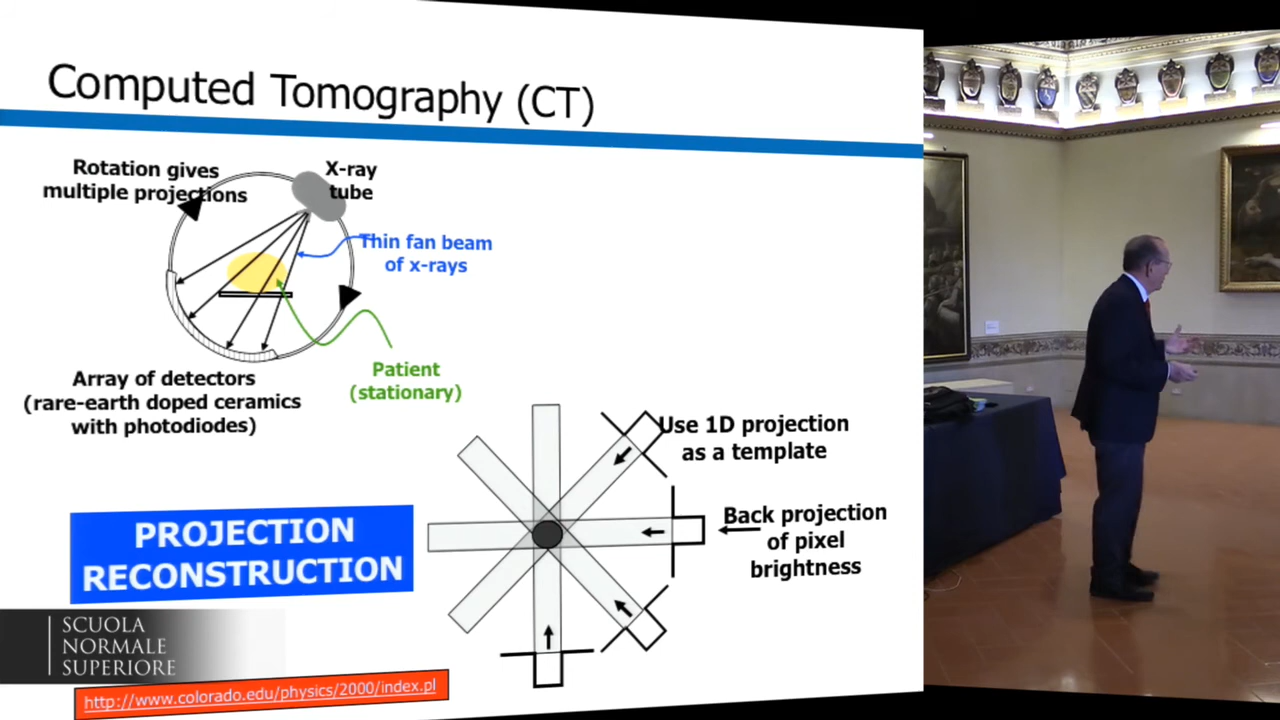 Computed Tomography (CT)
Rotation gives
multiple projections
X-ray
tube
Thin fan beam
of x-rays
Patient
(stationary)
Array of detectors
(rare-earth doped ceramics
with photodiodes)
Use 1D projection
as a template
Back projection
of pixel
brightness
PROJECTION
RECONSTRUCTION
SCUOLA
NORMALE
SUPERIORE
http://www.colorado.edu/physics/2000/index.pl